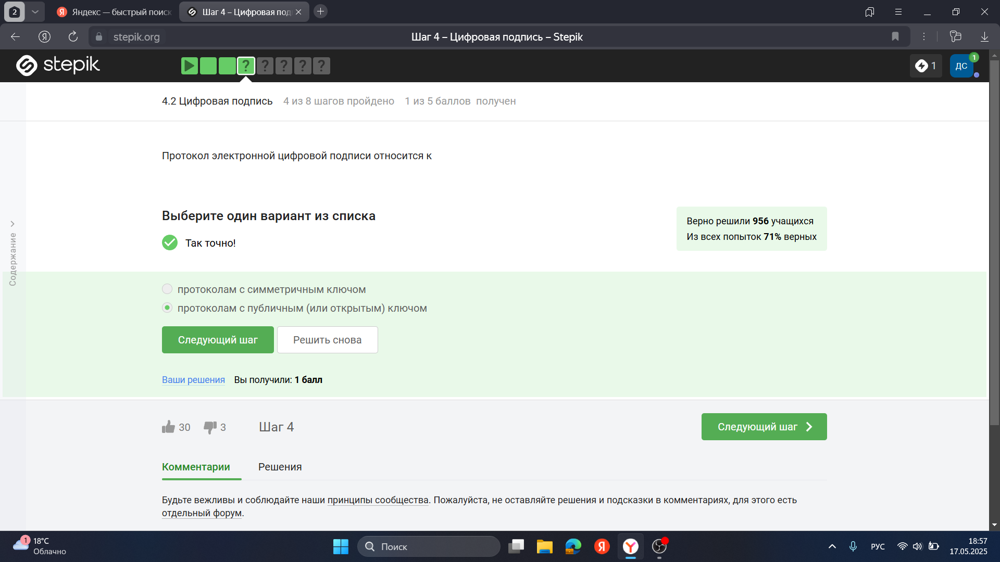 2
Яндекс — быстрый поиск
Шаг 4 – Цифровая под
stepik.org
Шаг 4 – Цифровая подпись – Stepik
stepik
? ? ? ? ?
1
ДС
1
4.2 Цифровая подпись 4 из 8 шагов пройдено 1 из 5 баллов получен
Протокол электронной цифровой подписи относится к
Содержание
Выберите один вариант из списка
Так точно!
Верно решили 956 учащихся
Из всех попыток 71% верных
протоколам с симметричным ключом
протоколам с публичным (или открытым) ключом
Следующий шаг
Решить снова
Ваши решения Вы получили: 1 балл
30
3
Шаг 4
Следующий шаг
Комментарии
Решения
Будьте вежливы и соблюдайте наши принципы сообщества. Пожалуйста, не оставляйте решения и подсказки в комментариях, для этого есть
отдельный форум.
1
18°C
Облачно
Поиск
РУС
18:57
17.05.2025